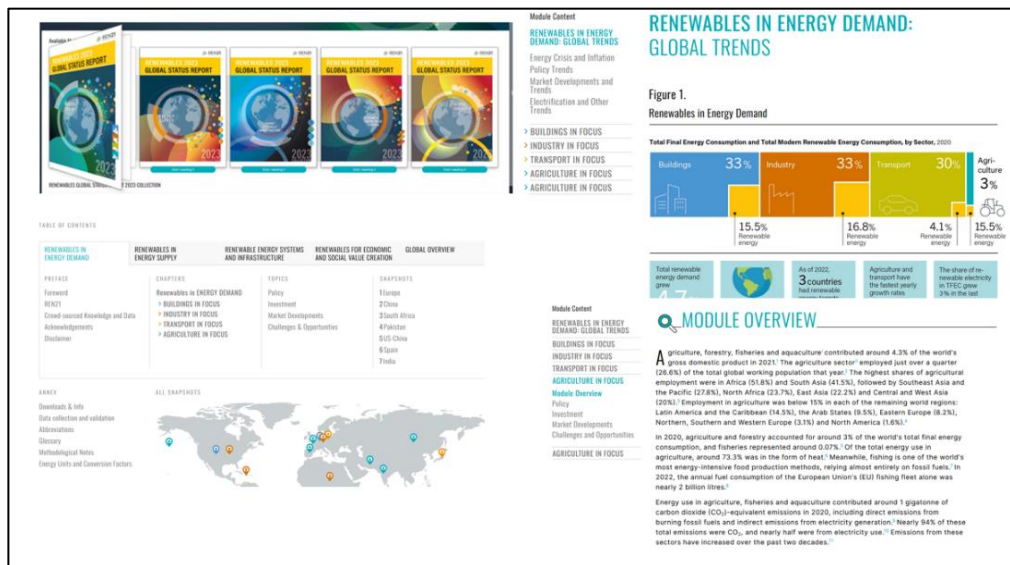 RENEWABLES 2023
GLOBAL STATUS REPORT
2023
RENEWABLES 2023
GLOBAL STATUS REPORT
2023
RENEWABLES 2023
GLOBAL STATUS REPORT
2023
RENEWABLES 2023
GLOBAL STATUS REPORT
2023
RENEWABLES 2023
GLOBAL STATUS REPORT
2023
Module Content
RENEWABLES IN ENERGY
DEMAND: GLOBAL TRENDS
Energy Crisis and Inflation
Policy Trends
Market Developments and
Trends
Electrification and Other
Trends
> BUILDINGS IN FOCUS
> INDUSTRY IN FOCUS
> TRANSPORT IN FOCUS
> AGRICULTURE IN FOCUS
> AGRICULTURE IN FOCUS
RENEWABLES IN ENERGY DEMAND:
GLOBAL TRENDS
Figure 1.
Renewables in Energy Demand
Total Final Energy Consumption and Total Modern Renewable Energy Consumption, by Sector, 2020
Buildings 33% Industry 33% Transport 30% Agri-
culture
3%
15.5% 16.8% 4.1% 15.5%
Renewable Renewable Renewable Renewable
energy energy energy energy
Total renewable
energy demand
grew
As of 2022,
3 countries
had renewable
Agriculture and
transport have
the fastest yearly
growth rates
The share of re-
newable electricity
in TFEC grew
3% in the last
TABLE OF CONTENTS
RENEWABLES IN
ENERGY DEMAND
RENEWABLES IN
ENERGY SUPPLY
RENEWABLE ENERGY SYSTEMS
AND INFRASTRUCTURE
RENEWABLES FOR ECONOMIC
AND SOCIAL VALUE CREATION
GLOBAL OVERVIEW
PREFACE
Foreword
REN21
Crowd-sourced Knowledge and Data
Acknowledgements
Disclaimer
CHAPTERS
Renewables in ENERGY DEMAND
> BUILDINGS IN FOCUS
> INDUSTRY IN FOCUS
> TRANSPORT IN FOCUS
> AGRICULTURE IN FOCUS
TOPICS
Policy
Investment
Market Developments
Challenges & Opportunities
SNAPSHOTS
1 Europe
2 China
3 South Africa
4 Pakistan
5 US-China
6 Spain
7 India
ANNEX
Downloads & Info
Data collection and validation
Abbreviations
Glossary
Methodological Notes
Energy Units and Conversion Factors
ALL SNAPSHOTS
Module Content
RENEWABLES IN ENERGY
DEMAND: GLOBAL TRENDS
BUILDINGS IN FOCUS
INDUSTRY IN FOCUS
TRANSPORT IN FOCUS
AGRICULTURE IN FOCUS
Module Overview
Policy
Investment
Market Developments
Challenges and Opportunities
AGRICULTURE IN FOCUS
MODULE OVERVIEW
Agriculture, forestry, fisheries and aquaculture contributed around 4.3% of the world's
gross domestic product in 2021.¹ The agriculture sector employed just over a quarter
(26.6%) of the total global working population that year.² The highest shares of agricultural
employment were in Africa (51.8%) and South Asia (41.5%), followed by Southeast Asia and
the Pacific (27.8%), North Africa (23.7%), East Asia (22.2%) and Central and West Asia
(20%).³ Employment in agriculture was below 15% in each of the remaining world regions:
Latin America and the Caribbean (14.5%), the Arab States (9.5%), Eastern Europe (8.2%),
Northern, Southern and Western Europe (3.1%) and North America (1.6%).⁴
In 2020, agriculture and forestry accounted for around 3% of the world's total final energy
consumption, and fisheries represented around 0.07%.⁵ Of the total energy use in
agriculture, around 73.3% was in the form of heat.⁶ Meanwhile, fishing is one of the world's
most energy-intensive food production methods, relying almost entirely on fossil fuels.⁷ In
2022, the annual fuel consumption of the European Union's (EU) fishing fleet alone was
nearly 2 billion litres.⁸
Energy use in agriculture, fisheries and aquaculture contributed around 1 gigatonne of
carbon dioxide (CO₂)-equivalent emissions in 2020, including direct emissions from
burning fossil fuels and indirect emissions from electricity generation.⁹ Nearly 94% of these
total emissions were CO₂, and nearly half were from electricity use.¹⁰ Emissions from these
sectors have increased over the past two decades.¹¹